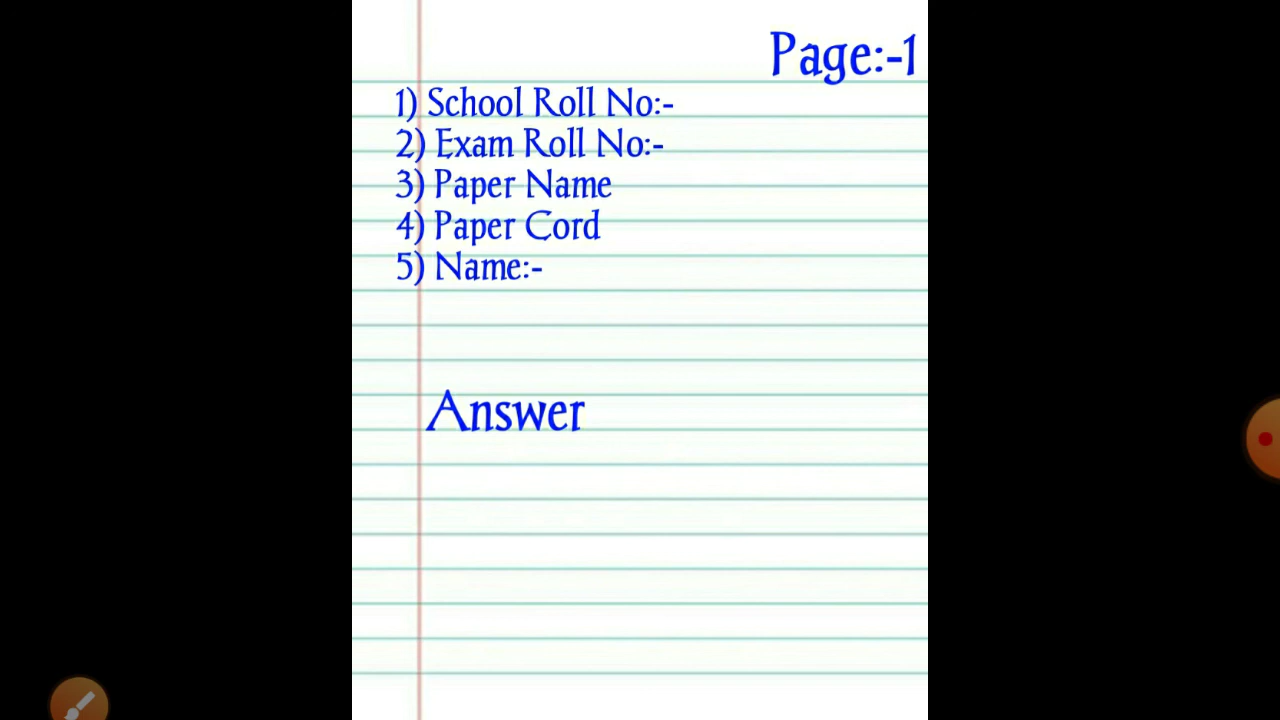 Page:-1
1) School Roll No:-
2) Exam Roll No:-
3) Paper Name
4) Paper Cord
5) Name:-
Answer